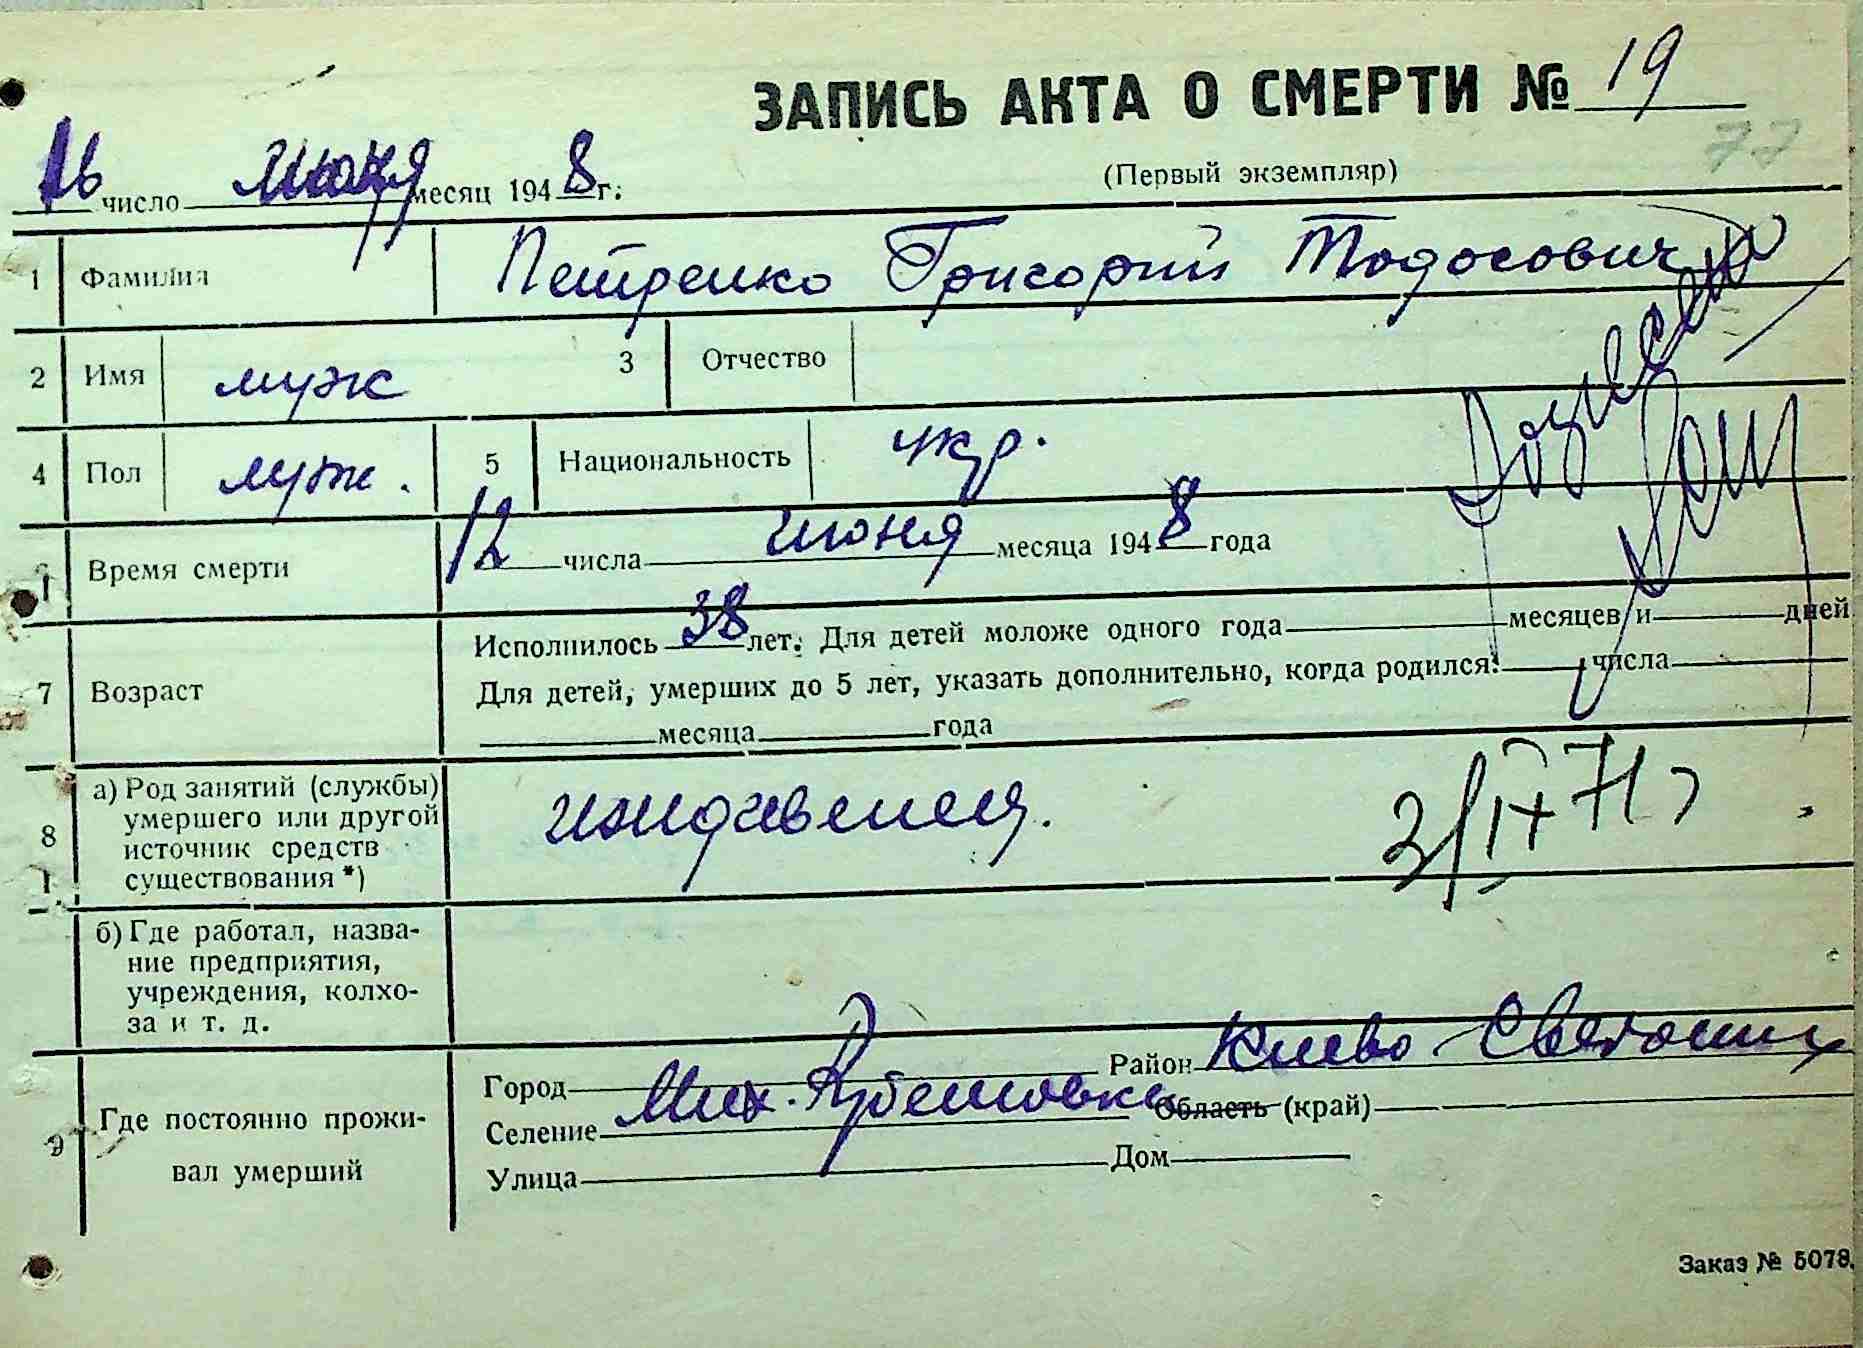 ЗАПИСЬ АКТА О СМЕРТИ № 19
77
(Первый экземпляр)
16 число июня месяц 1948 г.
1 Фамилия Петренко Григорий Тодосович
2 Имя муж 3 Отчество
4 Пол муж. 5 Национальность укр.
Время смерти 12 числа июня месяца 1948 года
7 Возраст Исполнилось 38 лет. Для детей моложе одного года месяцев и дней
Для детей, умерших до 5 лет, указать дополнительно, когда родился: числа
месяца года
8 а) Род занятий (службы)
умершего или другой
источник средств
существования *)
иждивенец.
б) Где работал, назва-
ние предприятия,
учреждения, колхо-
за и т. д.
9 Где постоянно прожи-
вал умерший
Город Район Киево-Святошин
Селение Мих. Рубежовка Область (край)
Улица Дом
Заказ № 5078.